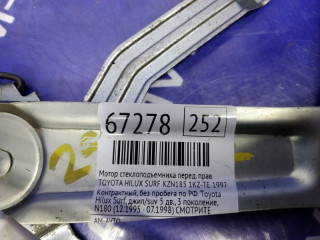 67278 252
Мотор стеклоподъемника перед. прав.
TOYOTA HILUX SURF KZN185 1KZ-TE 1997
Контрактный, без пробега по РФ. Toyota
Hilux Surf, джип/suv 5 дв., 3 поколение,
N180 (12.1995 - 07.1998) СМОТРИТЕ